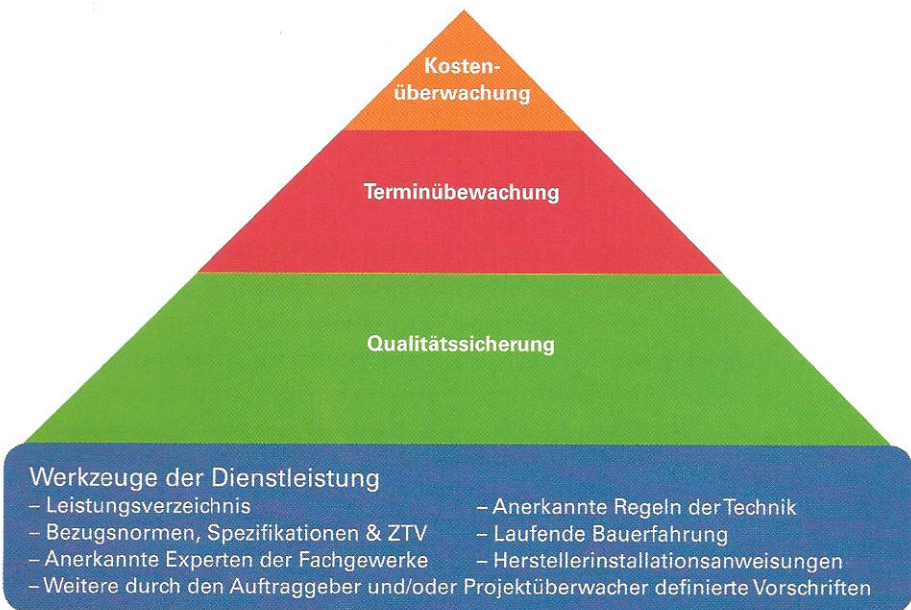 Kosten-
überwachung
Terminübewachung
Qualitätssicherung
Werkzeuge der Dienstleistung
– Leistungsverzeichnis
– Anerkannte Regeln der Technik
– Bezugsnormen, Spezifikationen & ZTV
– Laufende Bauerfahrung
– Anerkannte Experten der Fachgewerke
– Herstellerinstallationsanweisungen
– Weitere durch den Auftraggeber und/oder Projektüberwacher definierte Vorschriften